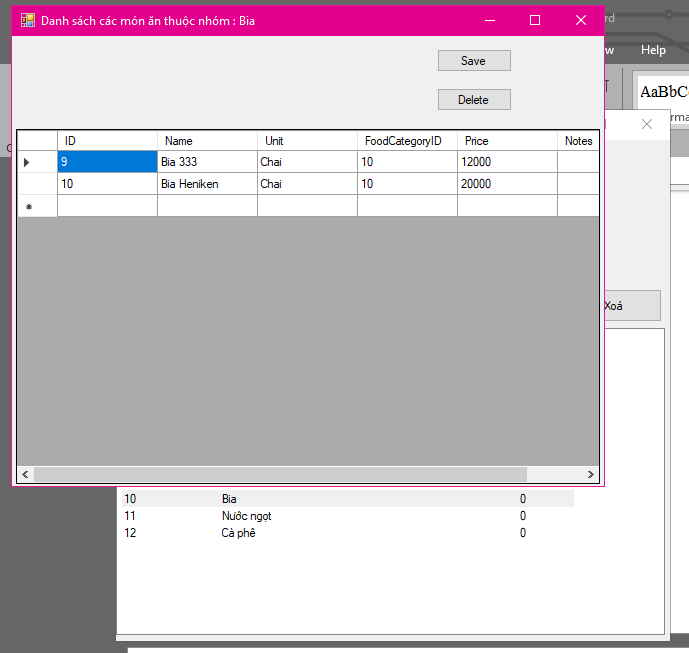 Danh sách các món ăn thuộc nhóm : Bia
Save
Delete
ID Name Unit FoodCategoryID Price Notes
9 Bia 333 Chai 10 12000
10 Bia Heniken Chai 10 20000
Help
AaBbC
Xoá
10 Bia 0
11 Nước ngọt 0
12 Cà phê 0